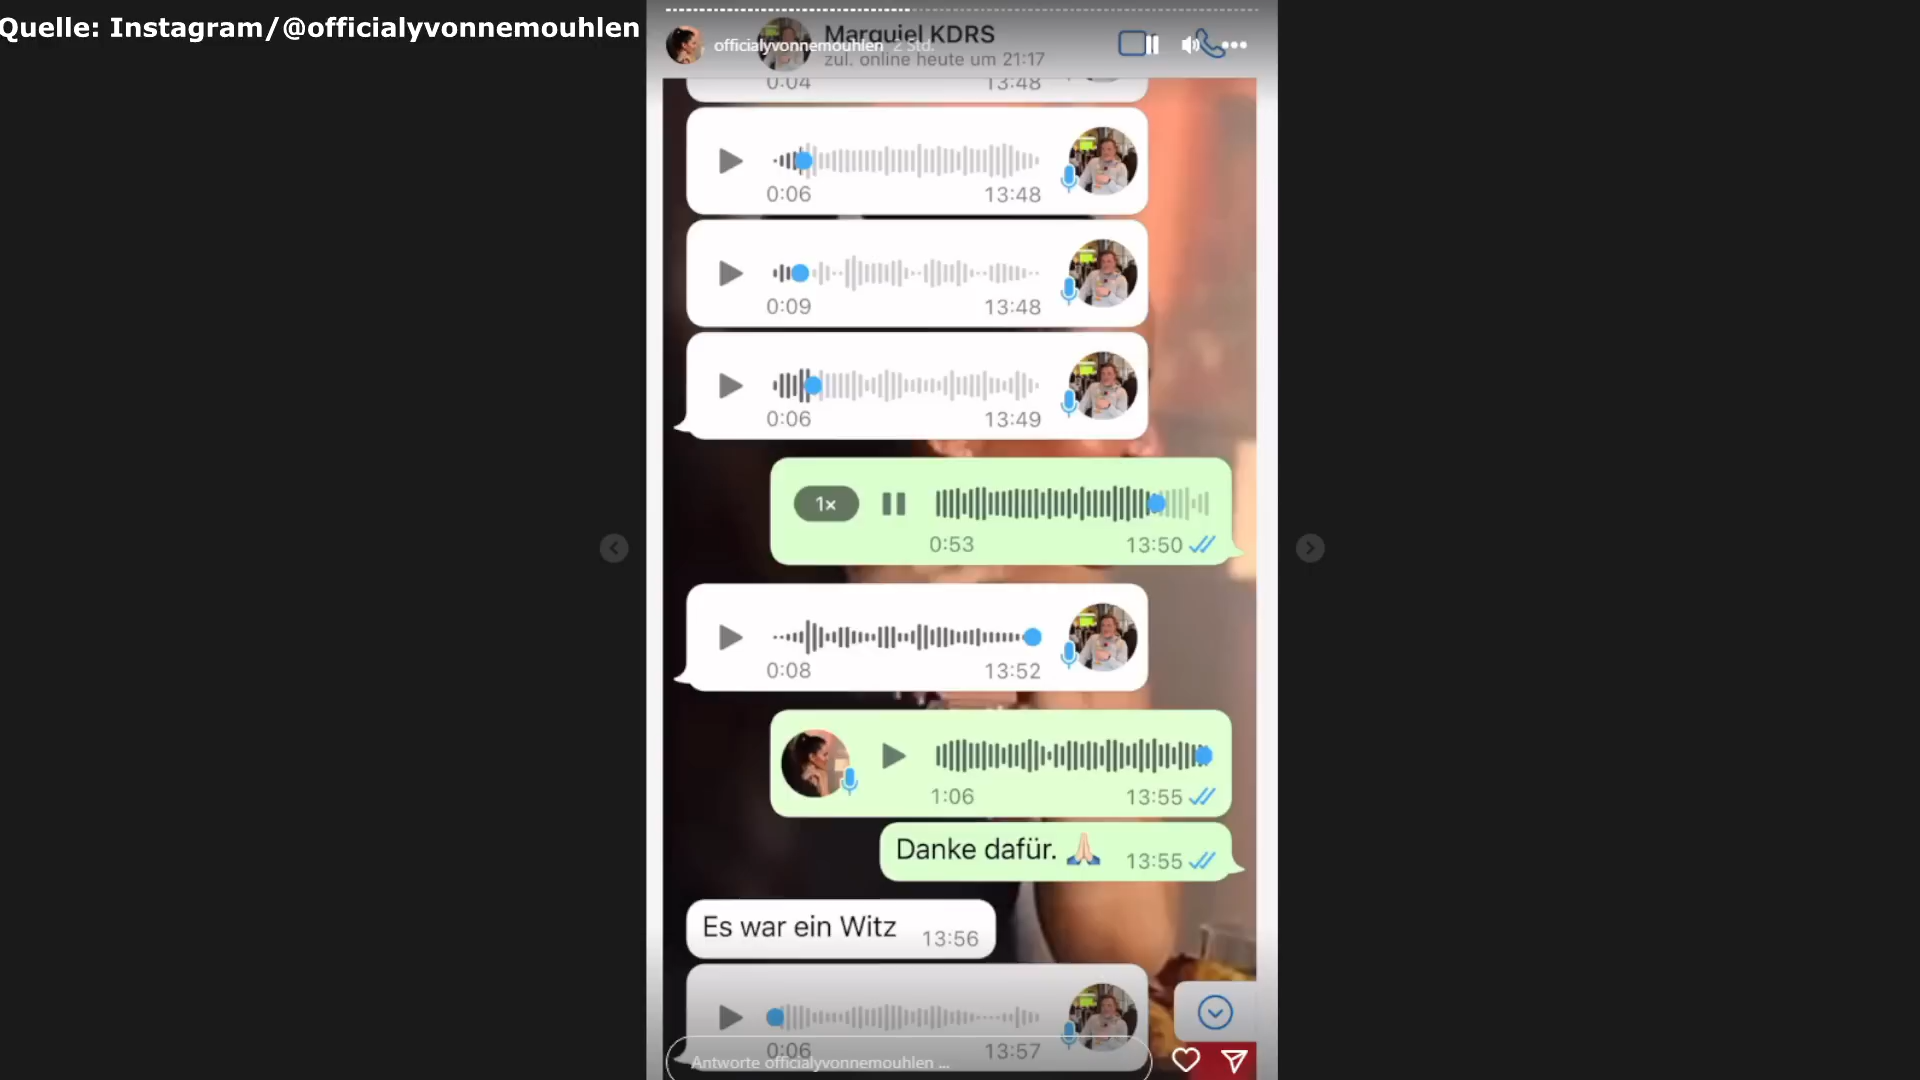 Quelle: Instagram/@officialyvonnemouhlen
Marquiel KDRS
officialyvonnemouhlen 2 Std.
zul. online heute um 21:17
0:04 13:48
0:06 13:48
0:09 13:48
0:06 13:49
1x
0:53 13:50
0:08 13:52
1:06 13:55
Danke dafür. 🙏🏻 13:55
Es war ein Witz 13:56
0:06 13:57
Antworte officialyvonnemouhlen ...